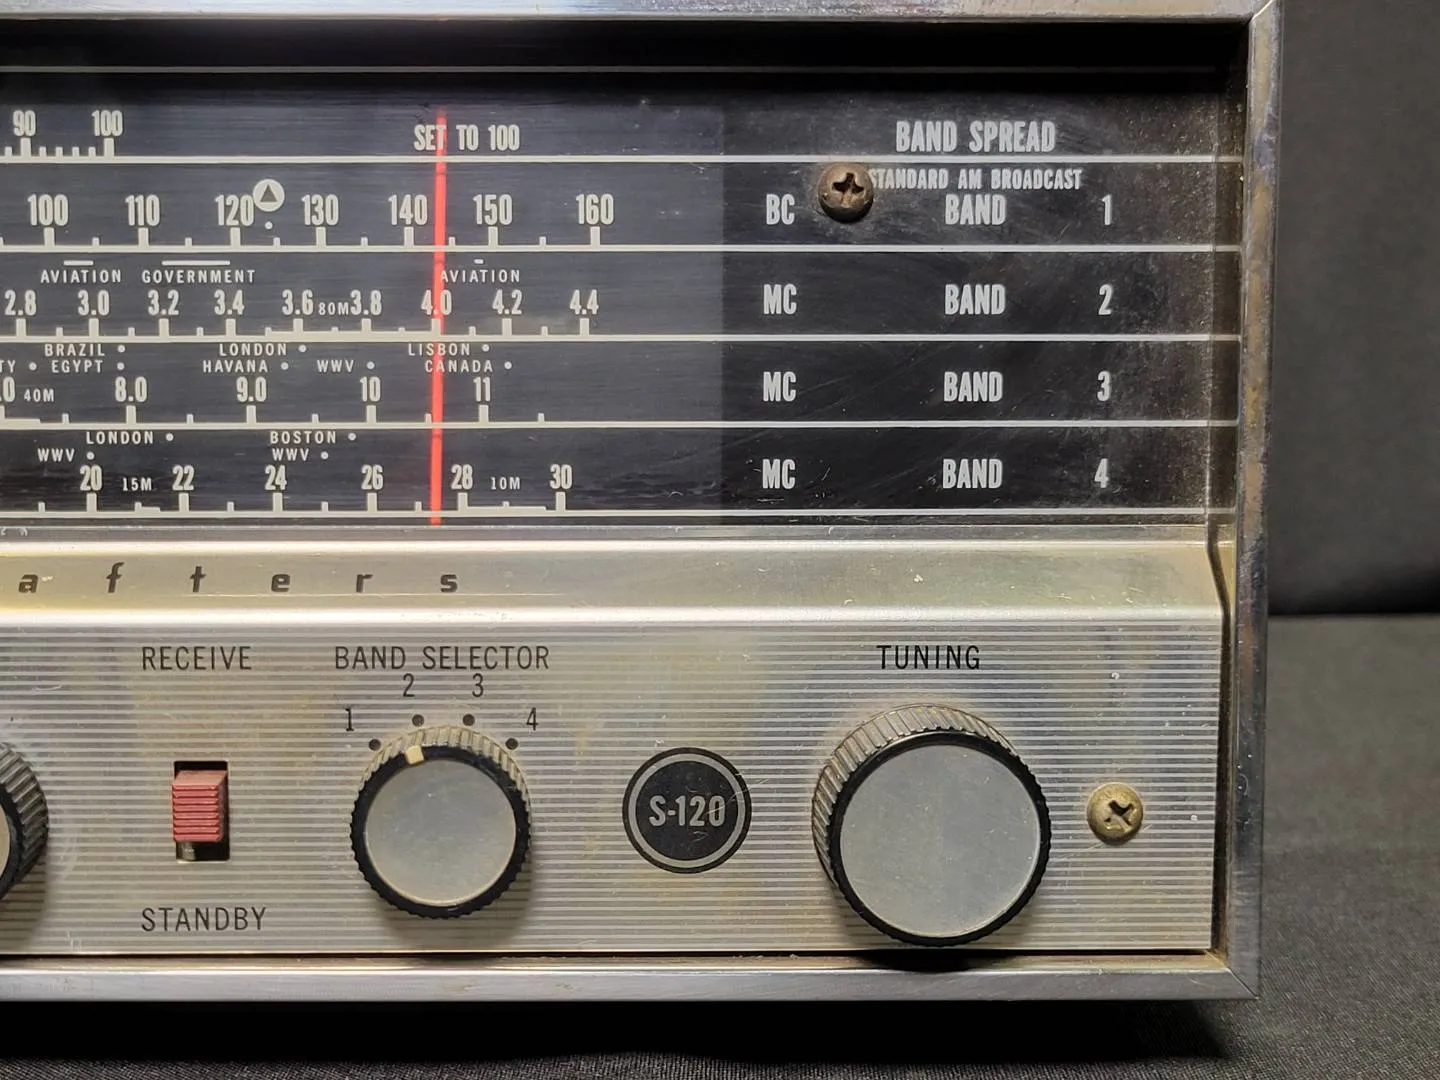 90 100 SET TO 100 BAND SPREAD
STANDARD AM BROADCAST
100 110 120 130 140 150 160 BC BAND 1
AVIATION GOVERNMENT AVIATION
2.8 3.0 3.2 3.4 3.6 80M 3.8 4.0 4.2 4.4 MC BAND 2
BRAZIL LONDON LISBON
TY EGYPT HAVANA WWV CANADA
.0 40M 8.0 9.0 10 11 MC BAND 3
LONDON BOSTON
WWV WWV
20 15M 22 24 26 28 10M 30 MC BAND 4
afters
RECEIVE BAND SELECTOR TUNING
2 3
1 4
S-120
STANDBY